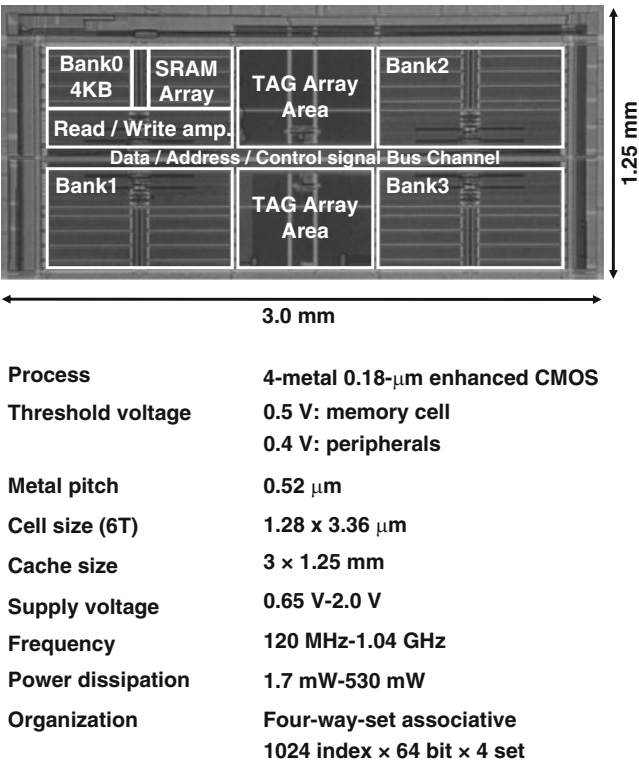 Bank0
4KB
SRAM
Array
TAG Array
Area
Bank2
Read / Write amp.
Data / Address / Control signal Bus Channel
Bank1
TAG Array
Area
Bank3
1.25 mm
3.0 mm
Process 4-metal 0.18-μm enhanced CMOS
Threshold voltage 0.5 V: memory cell
0.4 V: peripherals
Metal pitch 0.52 μm
Cell size (6T) 1.28 x 3.36 μm
Cache size 3 × 1.25 mm
Supply voltage 0.65 V-2.0 V
Frequency 120 MHz-1.04 GHz
Power dissipation 1.7 mW-530 mW
Organization Four-way-set associative
1024 index × 64 bit × 4 set